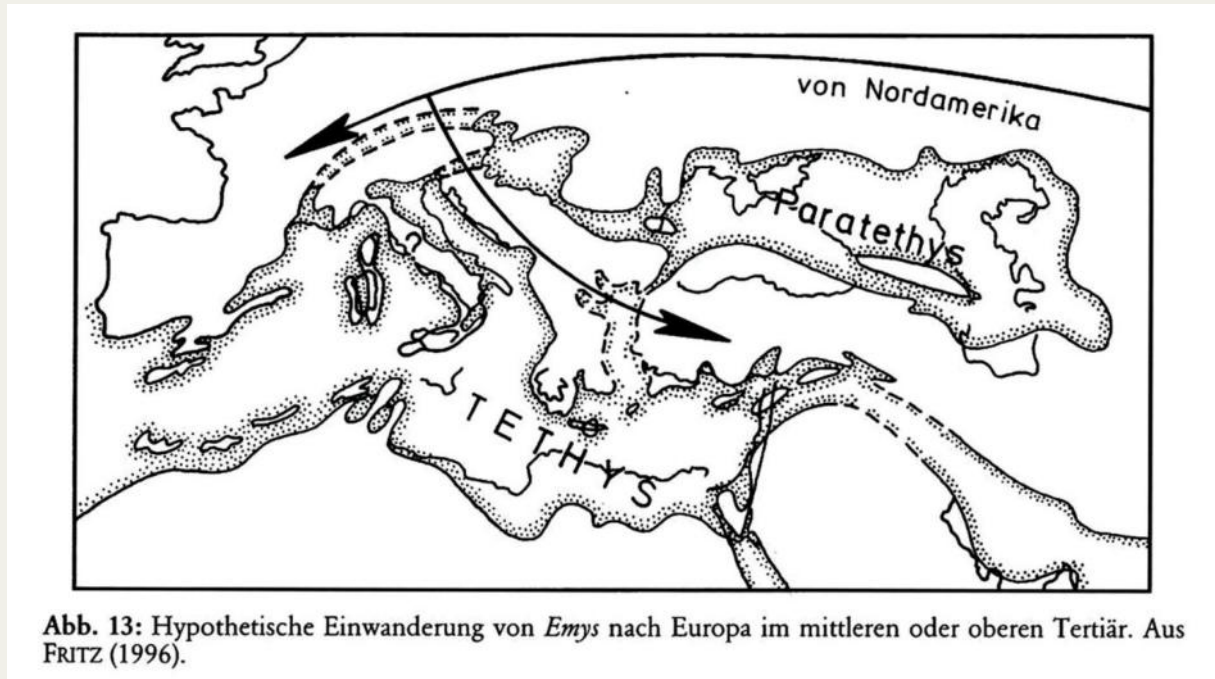 von Nordamerika
Paratethys
TETHYS
Abb. 13: Hypothetische Einwanderung von Emys nach Europa im mittleren oder oberen Tertiär. Aus
FRITZ (1996).